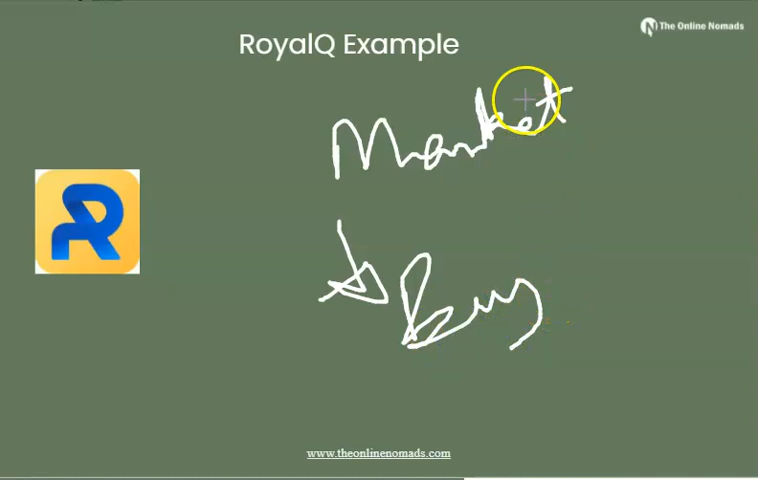 The Online Nomads
RoyalQ Example
Market
Buy
www.theonlinenomads.com